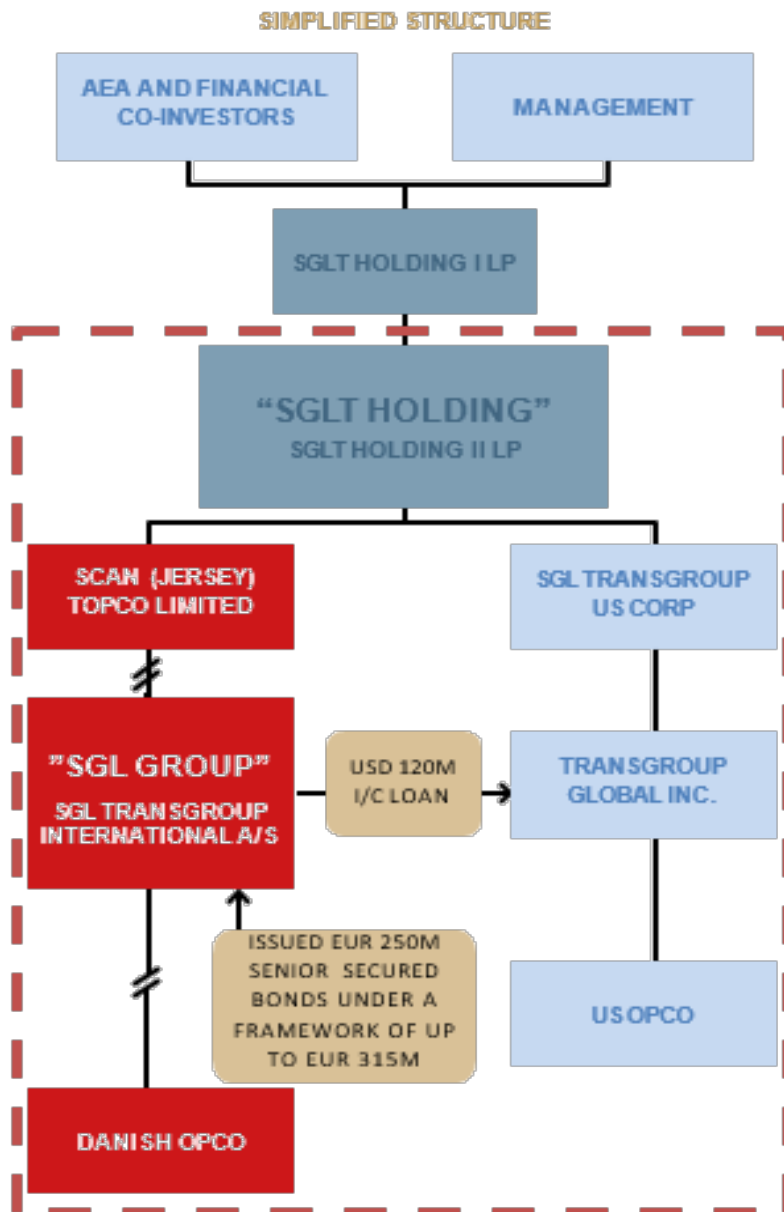 SIMPLIFIED STRUCTURE
AEA AND FINANCIAL
CO-INVESTORS
MANAGEMENT
SGLT HOLDING I LP
“SGLT HOLDING”
SGLT HOLDING II LP
SCAN (JERSEY)
TOPCO LIMITED
SGL TRANSGROUP
US CORP
”SGL GROUP”
SGL TRANSGROUP
INTERNATIONAL A/S
USD 120M
I/C LOAN
TRANSGROUP
GLOBAL INC.
ISSUED EUR 250M
SENIOR SECURED
BONDS UNDER A
FRAMEWORK OF UP
TO EUR 315M
US OPCO
DANISH OPCO